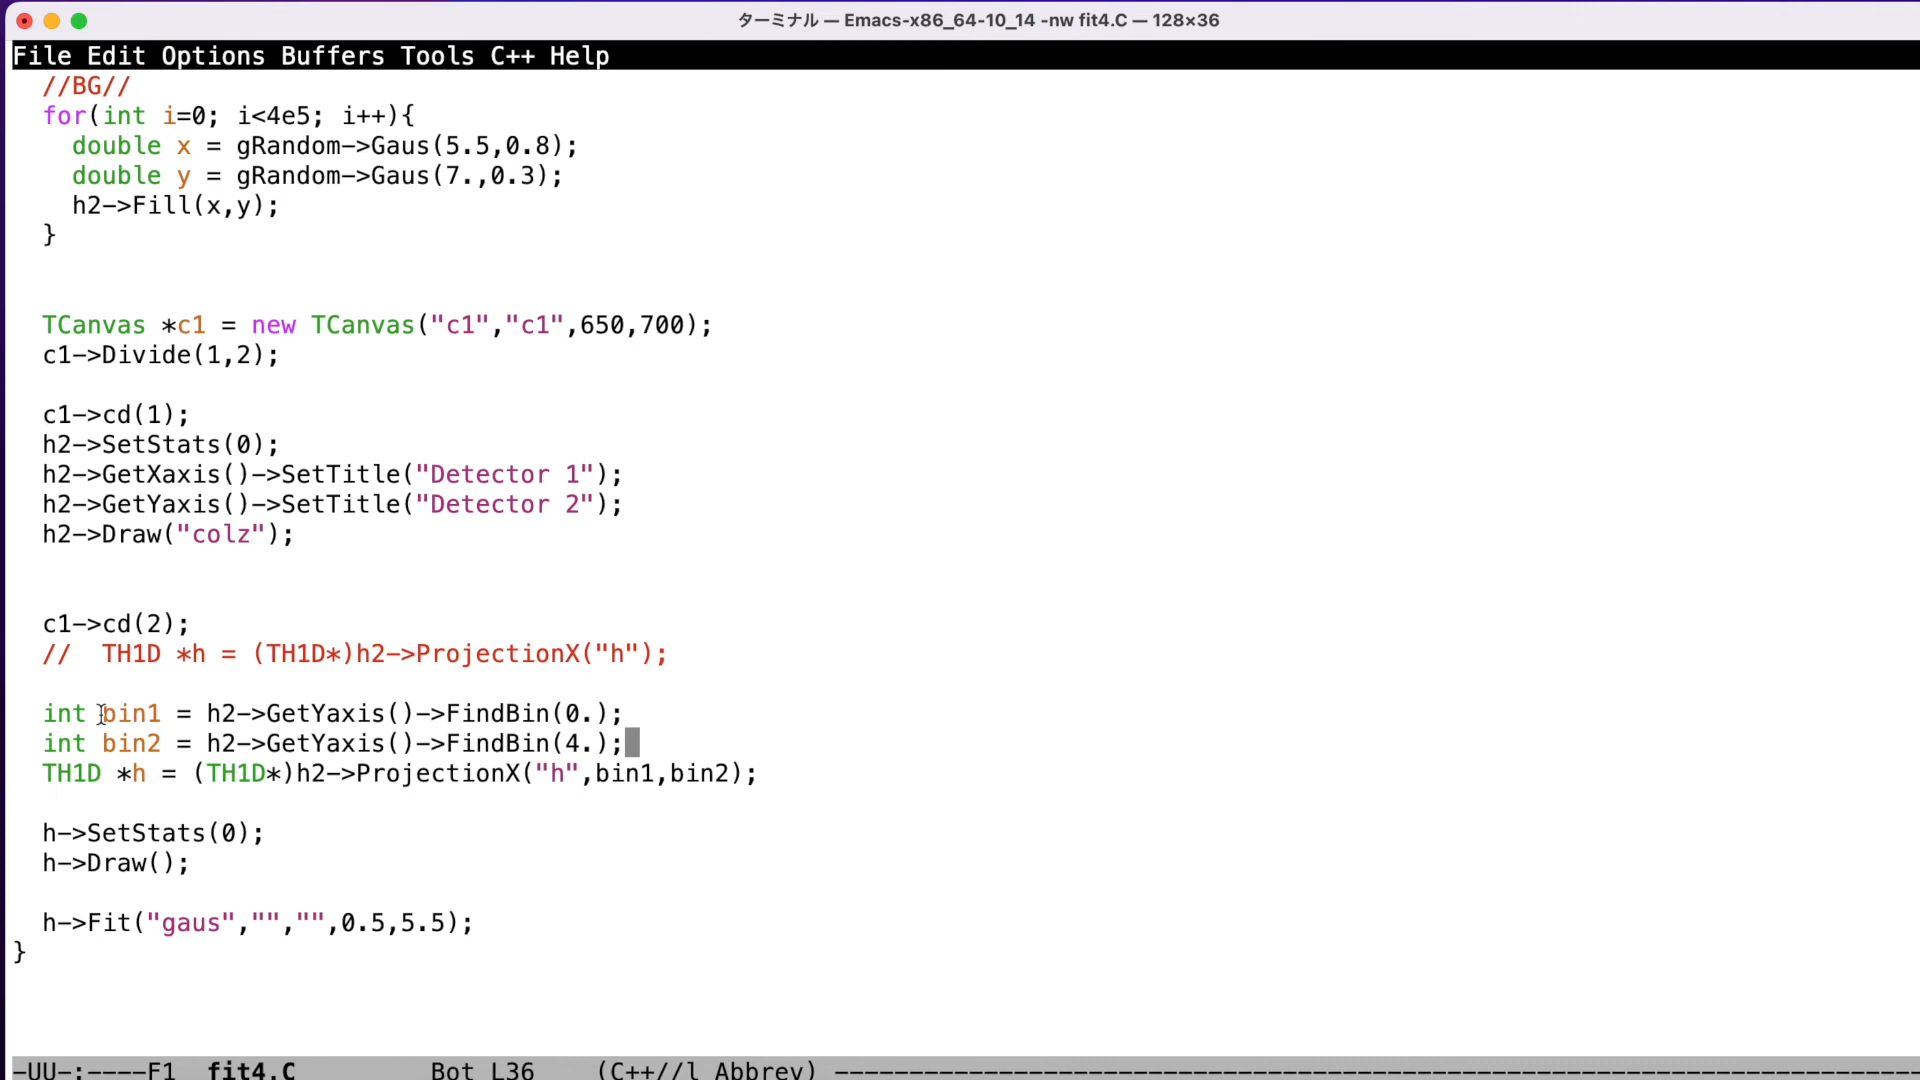 ターミナル — Emacs-x86_64-10_14 -nw fit4.C — 128×36
File Edit Options Buffers Tools C++ Help
//BG//
for(int i=0; i<4e5; i++){
double x = gRandom->Gaus(5.5,0.8);
double y = gRandom->Gaus(7.,0.3);
h2->Fill(x,y);
}
TCanvas *c1 = new TCanvas("c1","c1",650,700);
c1->Divide(1,2);
c1->cd(1);
h2->SetStats(0);
h2->GetXaxis()->SetTitle("Detector 1");
h2->GetYaxis()->SetTitle("Detector 2");
h2->Draw("colz");
c1->cd(2);
//  TH1D *h = (TH1D*)h2->ProjectionX("h");
int bin1 = h2->GetYaxis()->FindBin(0.);
int bin2 = h2->GetYaxis()->FindBin(4.);
TH1D *h = (TH1D*)h2->ProjectionX("h",bin1,bin2);
h->SetStats(0);
h->Draw();
h->Fit("gaus","","",0.5,5.5);
}
-UU-:----F1  fit4.C         Bot L36    (C++//l Abbrev) ----------------------------------------------------------------------